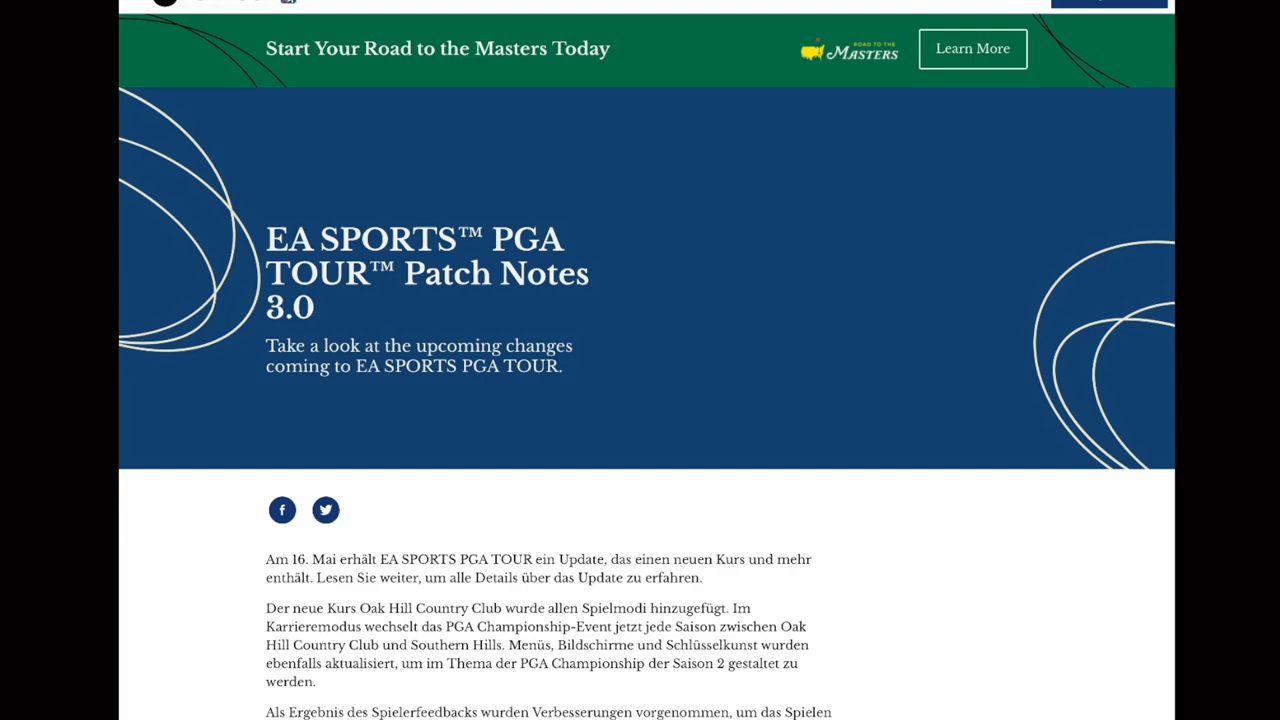 Start Your Road to the Masters Today
ROAD TO THE
MASTERS
Learn More
EA SPORTS™ PGA
TOUR™ Patch Notes
3.0
Take a look at the upcoming changes
coming to EA SPORTS PGA TOUR.
Am 16. Mai erhält EA SPORTS PGA TOUR ein Update, das einen neuen Kurs und mehr
enthält. Lesen Sie weiter, um alle Details über das Update zu erfahren.
Der neue Kurs Oak Hill Country Club wurde allen Spielmodi hinzugefügt. Im
Karrieremodus wechselt das PGA Championship-Event jetzt jede Saison zwischen Oak
Hill Country Club und Southern Hills. Menüs, Bildschirme und Schlüsselkunst wurden
ebenfalls aktualisiert, um im Thema der PGA Championship der Saison 2 gestaltet zu
werden.
Als Ergebnis des Spielerfeedbacks wurden Verbesserungen vorgenommen, um das Spielen